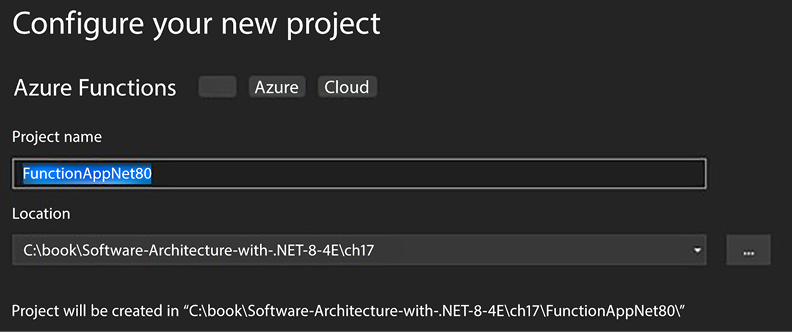 Configure your new project
Azure Functions Azure Cloud
Project name
FunctionAppNet80
Location
C:\book\Software-Architecture-with-.NET-8-4E\ch17 ...
Project will be created in “C:\book\Software-Architecture-with-.NET-8-4E\ch17\FunctionAppNet80\”